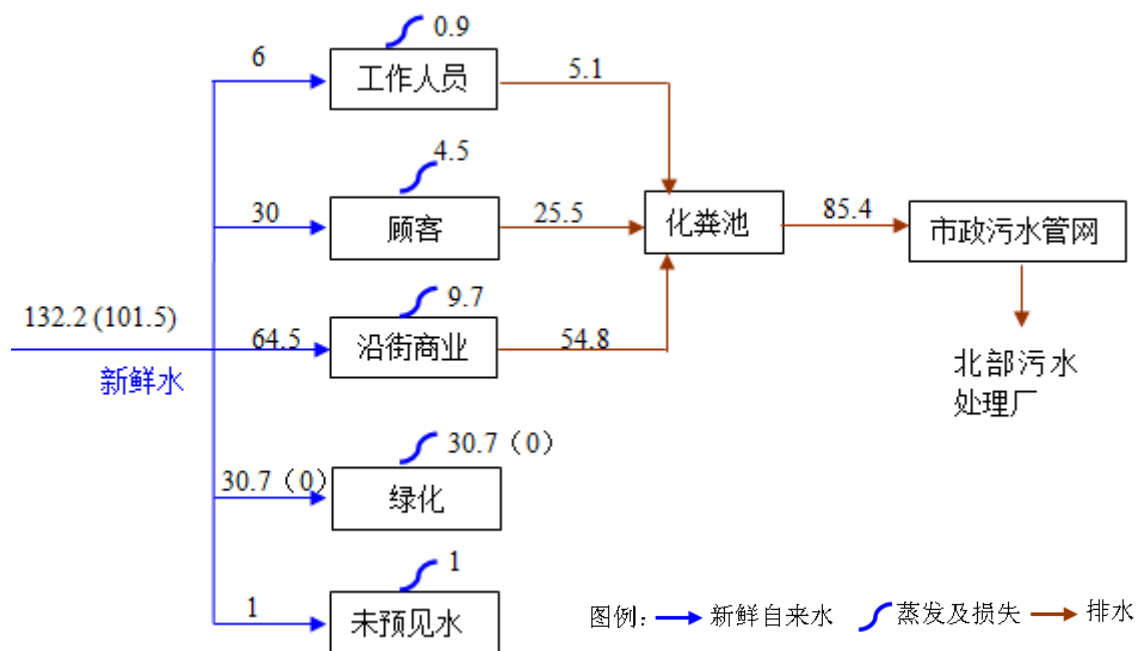 0.9
6
工作人员
5.1
4.5
30
顾客
25.5
化粪池
85.4
市政污水管网
9.7
132.2 (101.5)
64.5
沿街商业
54.8
新鲜水
北部污水
处理厂
30.7（0）
30.7（0）
绿化
1
1
未预见水
图例：
新鲜自来水
蒸发及损失
排水